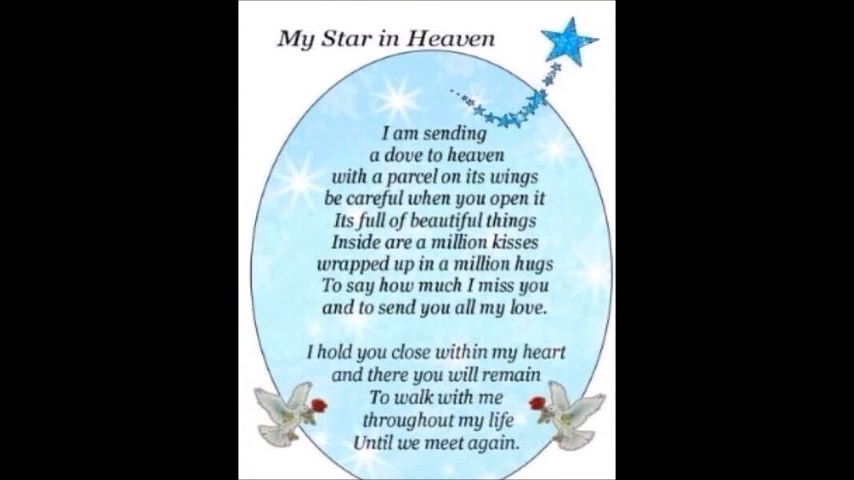 My Star in Heaven
I am sending
a dove to heaven
with a parcel on its wings
be careful when you open it
Its full of beautiful things
Inside are a million kisses
wrapped up in a million hugs
To say how much I miss you
and to send you all my love.
I hold you close within my heart
and there you will remain
To walk with me
throughout my life
Until we meet again.